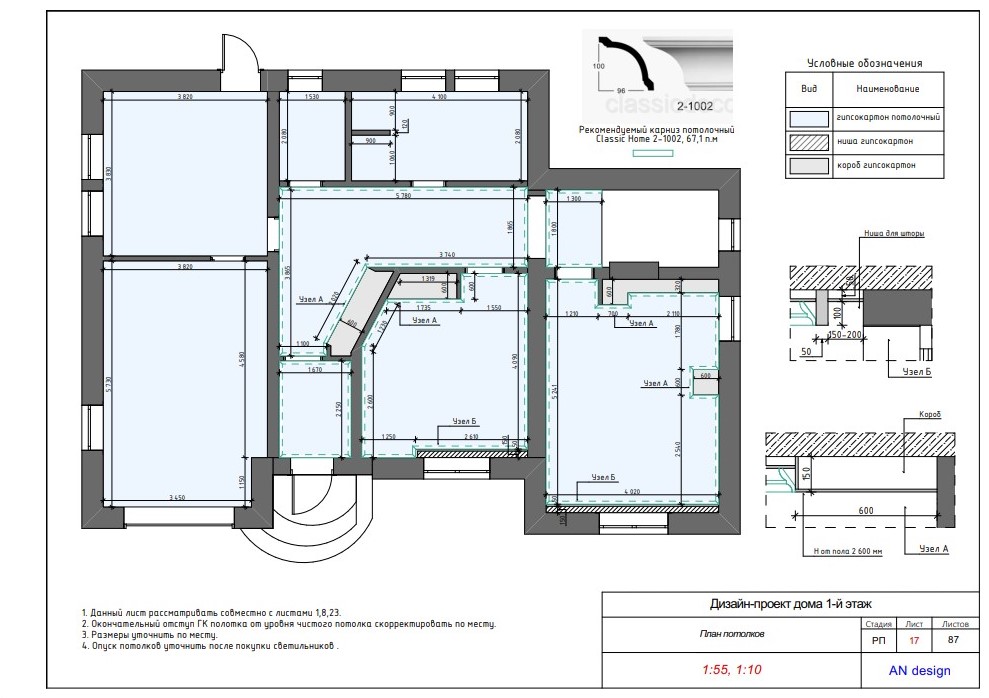 100
96
classic
2-1002
Рекомендуемый карниз потолочный
Classic Home 2-1002, 67,1 п.м
Условные обозначения
Вид
Наименование
гипсокартон потолочный
ниша гипсокартон
короб гипсокартон
3 820
1 530
4 100
900
120
2 080
2 080
900
1 060
3 830
5 780
1 300
1 865
1 800
3 740
3 820
3 865
Узел А
600
1 319
600
600
1 735
1 550
Узел А
1 210
700
2 110
600
320
Узел А
1 780
1 100
1 670
4 580
5 730
2 250
2 600
4 090
5 241
Узел А
600
600
Узел Б
1 250
2 610
2 540
Узел Б
4 020
1 150
3 450
Ниша для шторы
100
150-200
50
Узел Б
Короб
150
600
Н от пола 2 600 мм
Узел А
1. Данный лист рассматривать совместно с листами 1,8,23.
2. Окончательный отступ ГК полотка от уровня чистого потолка скорректировать по месту.
3. Размеры уточнить по месту.
4. Опуск потолков уточнить после покупки светильников .
Дизайн-проект дома 1-й этаж
План потолков
Стадия
Лист
Листов
РП
17
87
1:55, 1:10
AN design